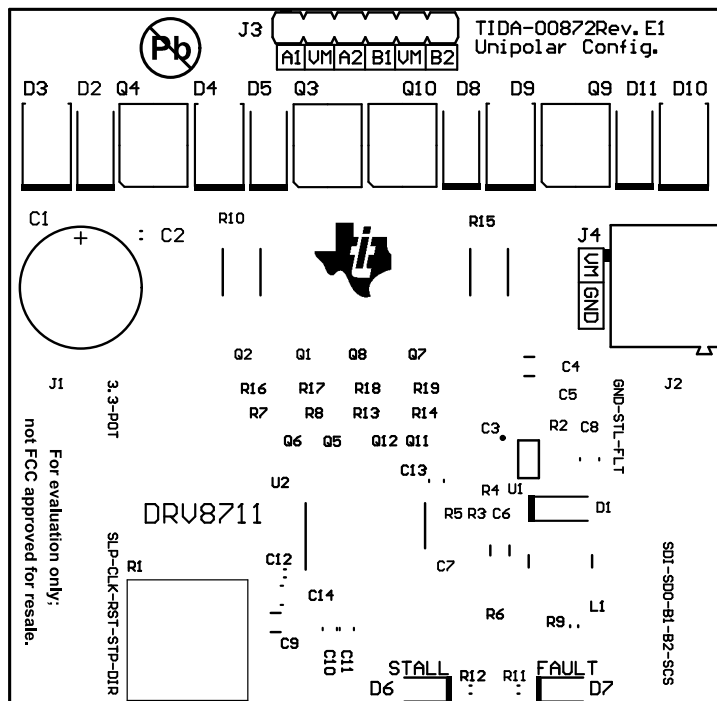 Pb
J3
TIDA-00872Rev.E1
Unipolar Config.
A1 VM A2 B1 VM B2
D3 D2 Q4 D4 D5 Q3 Q10 D8 D9 Q9 D11 D10
C1
+
C2
R10
R15
J4
VM
GND
ti
Q2 Q1 Q8 Q7
C4
J1
3.3-POT
R16 R17 R18 R19
C5
GND-STL-FLT
J2
R7 R8 R13 R14
C3
R2 C8
Q6 Q5 Q12 Q11
C13
For evaluation only;
not FCC approved for resale.
U2
R4 U1
DRV8711
R5 R3 C6
D1
SLP-CLK-RST-STP-DIR
R1
C12
C7
SDI-SDO-B1-B2-SCS
C14
R6
R9
L1
C9
C10
C11
STALL
FAULT
D6
R12
R11
D7